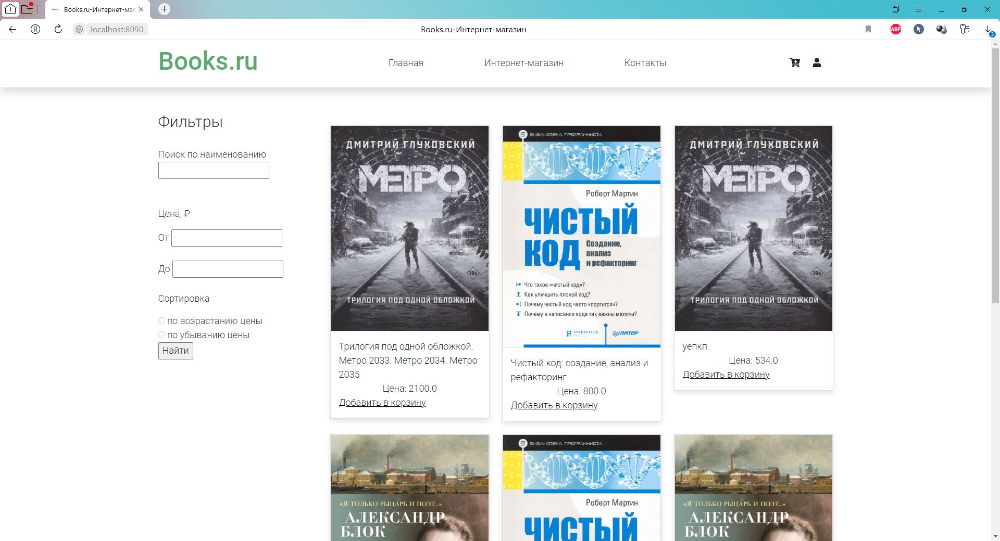 1
Books.ru-Интернет-маг
localhost:8090
Books.ru-Интернет-магазин
ABP
3
Books.ru
Главная
Интернет-магазин
Контакты
Фильтры
Поиск по наименованию
Цена, ₽
От
До
Сортировка
по возрастанию цены
по убыванию цены
Найти
ДМИТРИЙ ГЛУХОВСКИЙ
МЕТРО
18+
ТРИЛОГИЯ ПОД ОДНОЙ ОБЛОЖКОЙ
Трилогия под одной обложкой.
Метро 2033. Метро 2034. Метро
2035
Цена: 2100.0
Добавить в корзину
БИБЛИОТЕКА ПРОГРАММИСТА
Роберт Мартин
ЧИСТЫЙ
КОД
Создание,
анализ
и рефакторинг
Что такое «чистый код»?
Как улучшить плохой код?
Почему чистый код часто «портится»?
Почему в написании кода так важны мелочи?
PRENTICE
HALL
ПИТЕР
Чистый код: создание, анализ и
рефакторинг
Цена: 800.0
Добавить в корзину
ДМИТРИЙ ГЛУХОВСКИЙ
МЕТРО
18+
ТРИЛОГИЯ ПОД ОДНОЙ ОБЛОЖКОЙ
уепкп
Цена: 534.0
Добавить в корзину
«Я ТОЛЬКО РЫЦАРЬ И ПОЭТ...»
АЛЕКСАНДР
БЛОК
БИБЛИОТЕКА ПРОГРАММИСТА
Роберт Мартин
ЧИСТЫЙ
«Я ТОЛЬКО РЫЦАРЬ И ПОЭТ...»
АЛЕКСАНДР
БЛОК